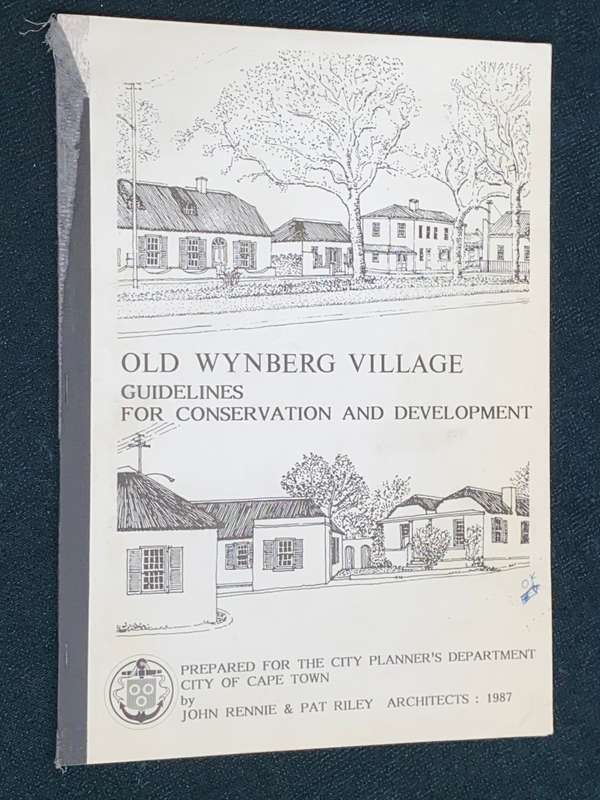 OLD WYNBERG VILLAGE
GUIDELINES
FOR CONSERVATION AND DEVELOPMENT
OK
PREPARED FOR THE CITY PLANNER'S DEPARTMENT
CITY OF CAPE TOWN
by
JOHN RENNIE & PAT RILEY ARCHITECTS : 1987